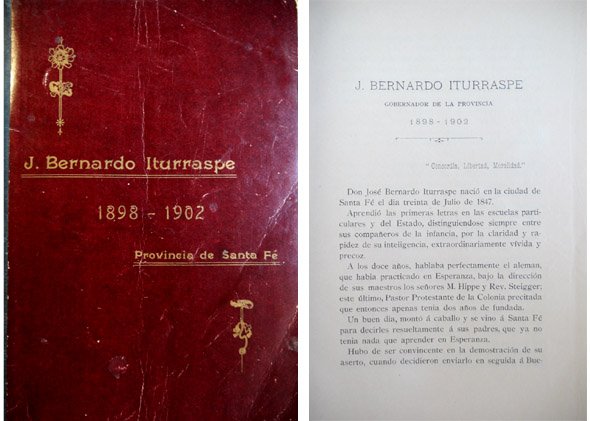 J. Bernardo Iturraspe
1898 - 1902
Provincia de Santa Fé
J. BERNARDO ITURRASPE
GOBERNADOR DE LA PROVINCIA
1898 - 1902
" Concordia, Libertad, Moralidad."
Don José Bernardo Iturraspe nació en la ciudad de
Santa Fé el dia treinta de Julio de 1847.
Aprendió las primeras letras en las escuelas parti-
culares y del Estado, distinguiendose siempre entre
sus compañeros de la infancia, por la claridad y ra-
pidez de su inteligencia, extraordinariamente vívida y
precoz.
A los doce años, hablaba perfectamente el aleman,
que habia practicado en Esperanza, bajo la dirección
de sus maestros los señores M. Hippe y Rev. Steigger;
este último, Pastor Protestante de la Colonia precitada
que entonces apenas tenia dos años de fundada.
Un buen dia, montó á caballo y se vino á Santa Fé
para decirles resueltamente á sus padres, que ya no
tenia nada que aprender en Esperanza.
Hubo de ser convincente en la demostración de su
aserto, cuando decidieron enviarlo en seguida á Bue-